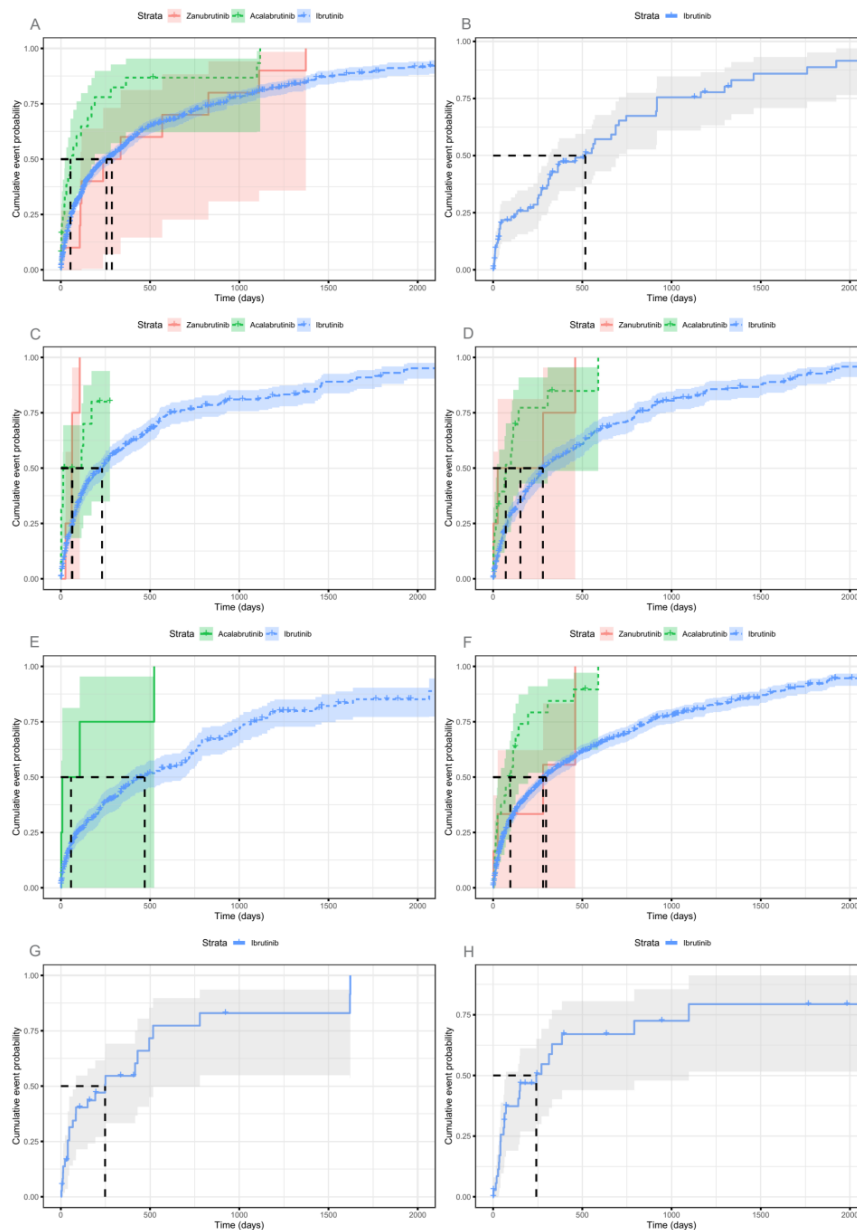 Strata Zanubrutinib Acalabrutinib Ibrutinib
A
Cumulative event probability
1.00
0.75
0.50
0.25
0.00
0 500 1000 1500 2000
Time (days)
Strata Ibrutinib
B
Cumulative event probability
1.00
0.75
0.50
0.25
0.00
0 500 1000 1500 2000
Time (days)
Strata Zanubrutinib Acalabrutinib Ibrutinib
C
Cumulative event probability
1.00
0.75
0.50
0.25
0.00
0 500 1000 1500 2000
Time (days)
Strata Zanubrutinib Acalabrutinib Ibrutinib
D
Cumulative event probability
1.00
0.75
0.50
0.25
0.00
0 500 1000 1500 2000
Time (days)
Strata Acalabrutinib Ibrutinib
E
Cumulative event probability
1.00
0.75
0.50
0.25
0.00
0 500 1000 1500 2000
Time (days)
Strata Zanubrutinib Acalabrutinib Ibrutinib
F
Cumulative event probability
1.00
0.75
0.50
0.25
0.00
0 500 1000 1500 2000
Time (days)
Strata Ibrutinib
G
Cumulative event probability
1.00
0.75
0.50
0.25
0.00
0 500 1000 1500 2000
Time (days)
Strata Ibrutinib
H
Cumulative event probability
0.75
0.50
0.25
0.00
0 500 1000 1500 2000
Time (days)